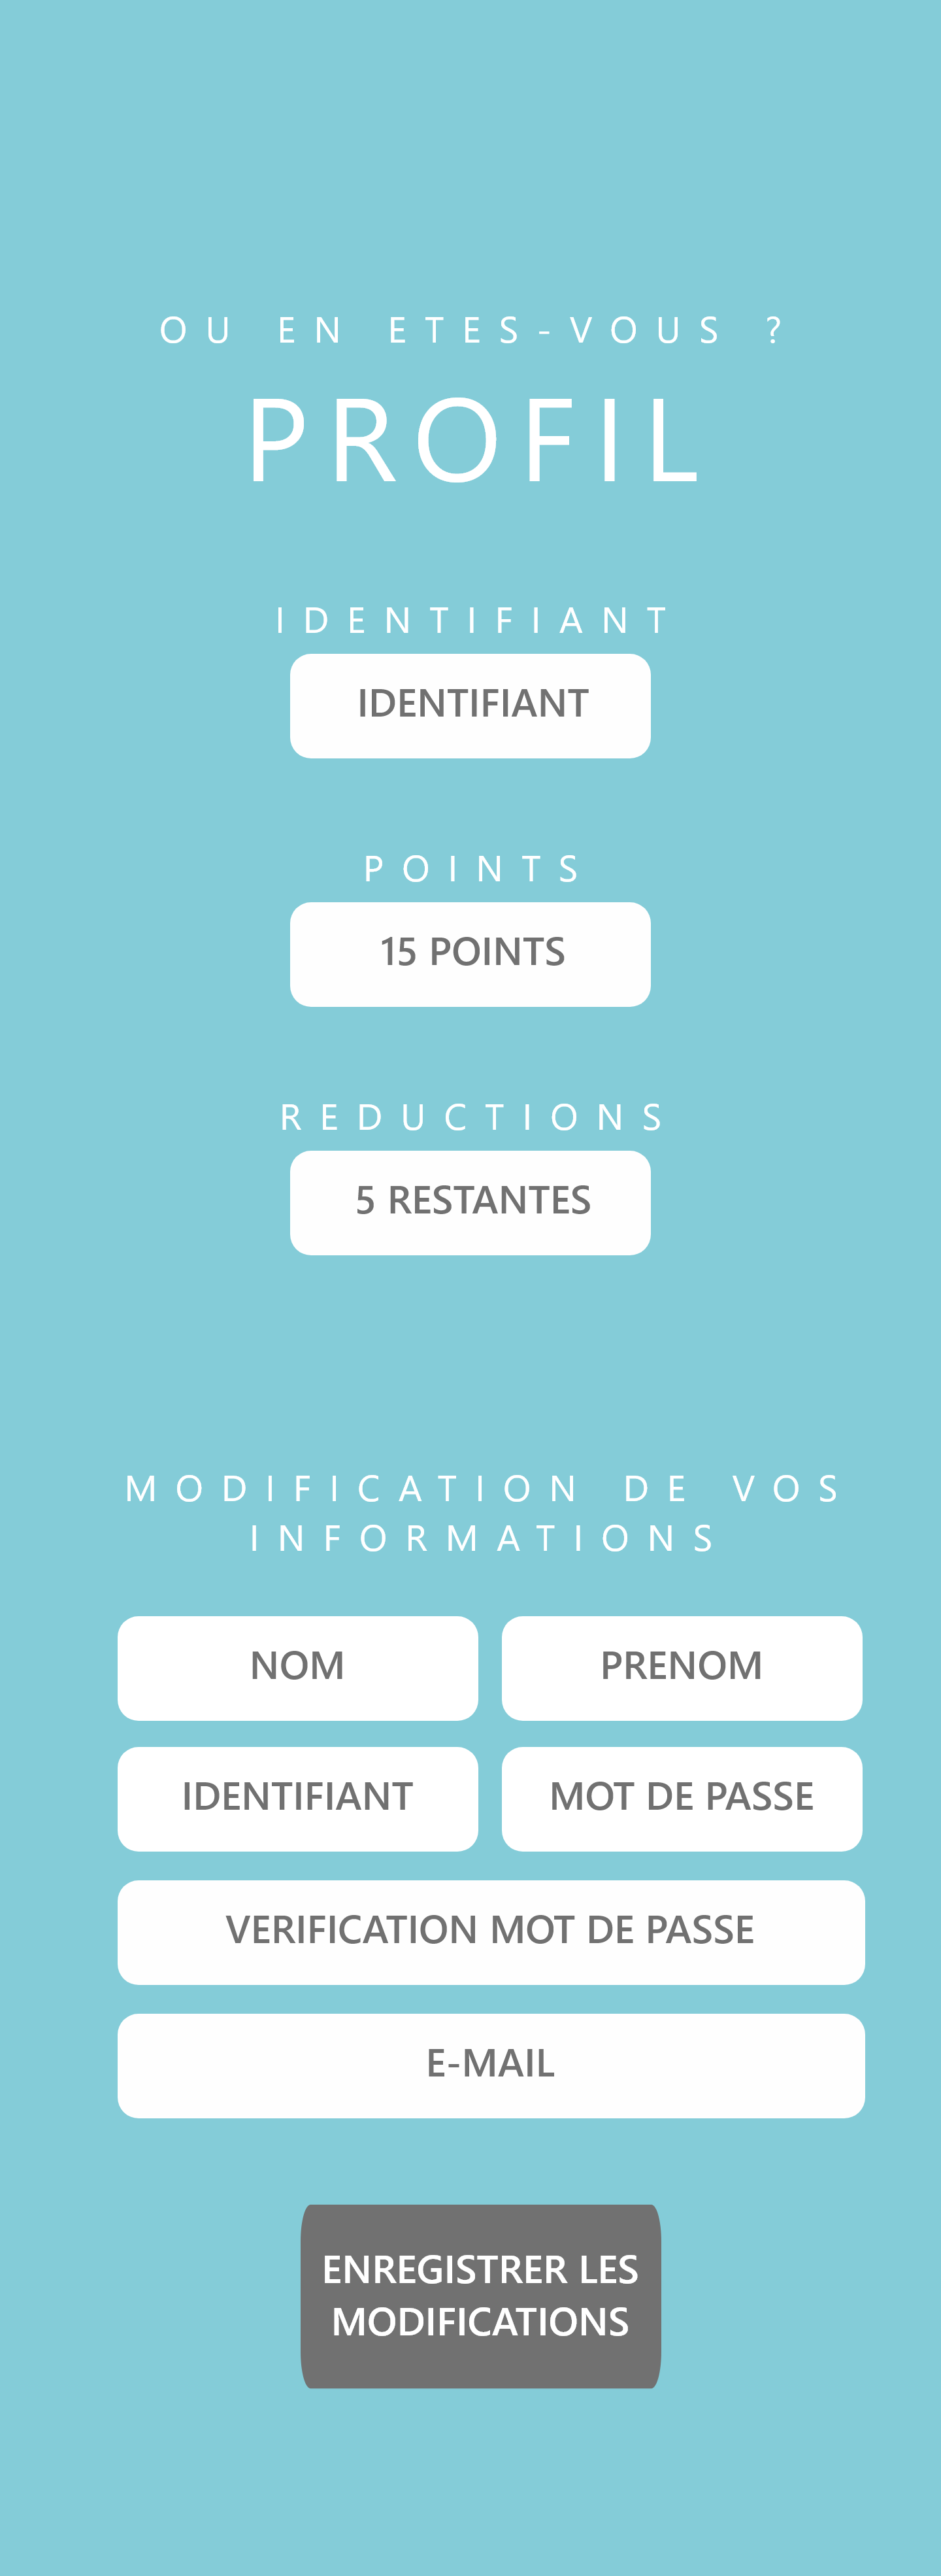 OU EN ETES-VOUS ?
PROFIL
IDENTIFIANT
IDENTIFIANT
POINTS
15 POINTS
REDUCTIONS
5 RESTANTES
MODIFICATION DE VOS
INFORMATIONS
NOM PRENOM
IDENTIFIANT MOT DE PASSE
VERIFICATION MOT DE PASSE
E-MAIL
ENREGISTRER LES
MODIFICATIONS